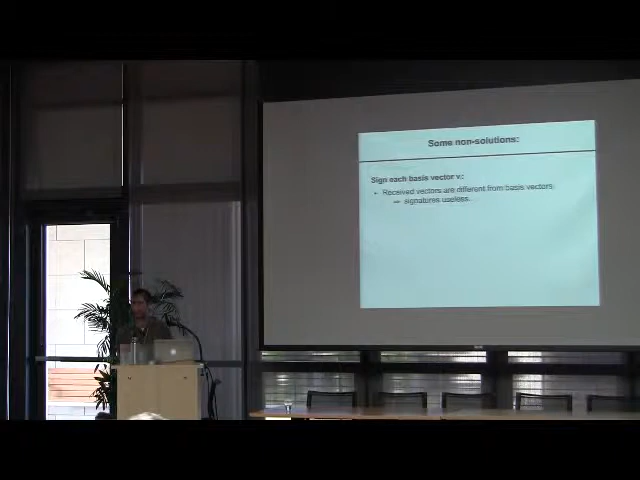 Some non-solutions:
Sign each basis vector vᵢ:
• Received vectors are different from basis vectors
⇒ signatures useless.